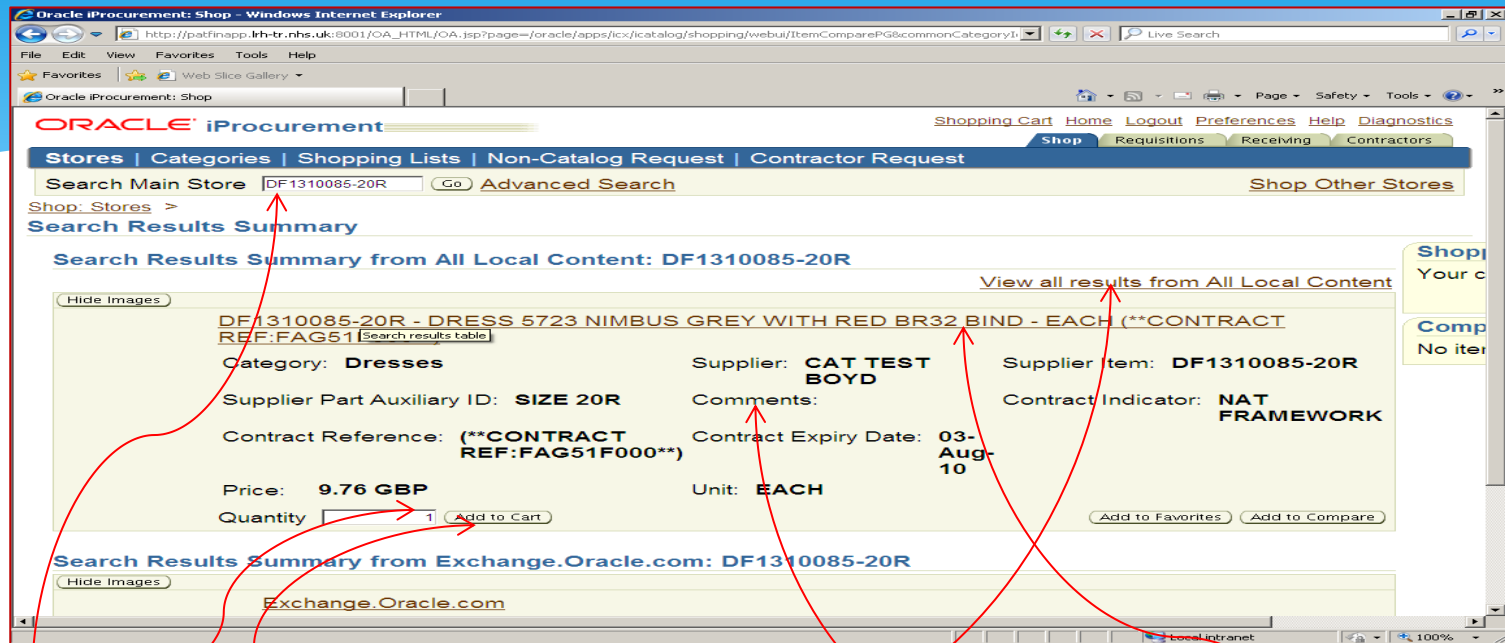 Oracle iProcurement: Shop - Windows Internet Explorer
http://patfinapp.lrh-tr.nhs.uk:8001/OA_HTML/OA.jsp?page=/oracle/apps/icx/icatalog/shopping/webui/ItemComparePG&commonCategoryI
Live Search
File Edit View Favorites Tools Help
Favorites Web Slice Gallery
Oracle iProcurement: Shop
Page Safety Tools
ORACLE iProcurement
Shopping Cart Home Logout Preferences Help Diagnostics
Shop Requisitions Receiving Contractors
Stores | Categories | Shopping Lists | Non-Catalog Request | Contractor Request
Search Main Store DF1310085-20R Go Advanced Search Shop Other Stores
Shop: Stores >
Search Results Summary
Search Results Summary from All Local Content: DF1310085-20R
Shopp
View all results from All Local Content
Your c
Hide Images
DF1310085-20R - DRESS 5723 NIMBUS GREY WITH RED BR32 BIND - EACH (**CONTRACT
REF:FAG51
Search results table
Comp
No iter
Category: Dresses Supplier: CAT TEST BOYD Supplier Item: DF1310085-20R
Supplier Part Auxiliary ID: SIZE 20R Comments: Contract Indicator: NAT FRAMEWORK
Contract Reference: (**CONTRACT REF:FAG51F000**) Contract Expiry Date: 03-Aug-10
Price: 9.76 GBP Unit: EACH
Quantity 1 Add to Cart Add to Favorites Add to Compare
Search Results Summary from Exchange.Oracle.com: DF1310085-20R
Hide Images
Exchange.Oracle.com
Local intranet 100%